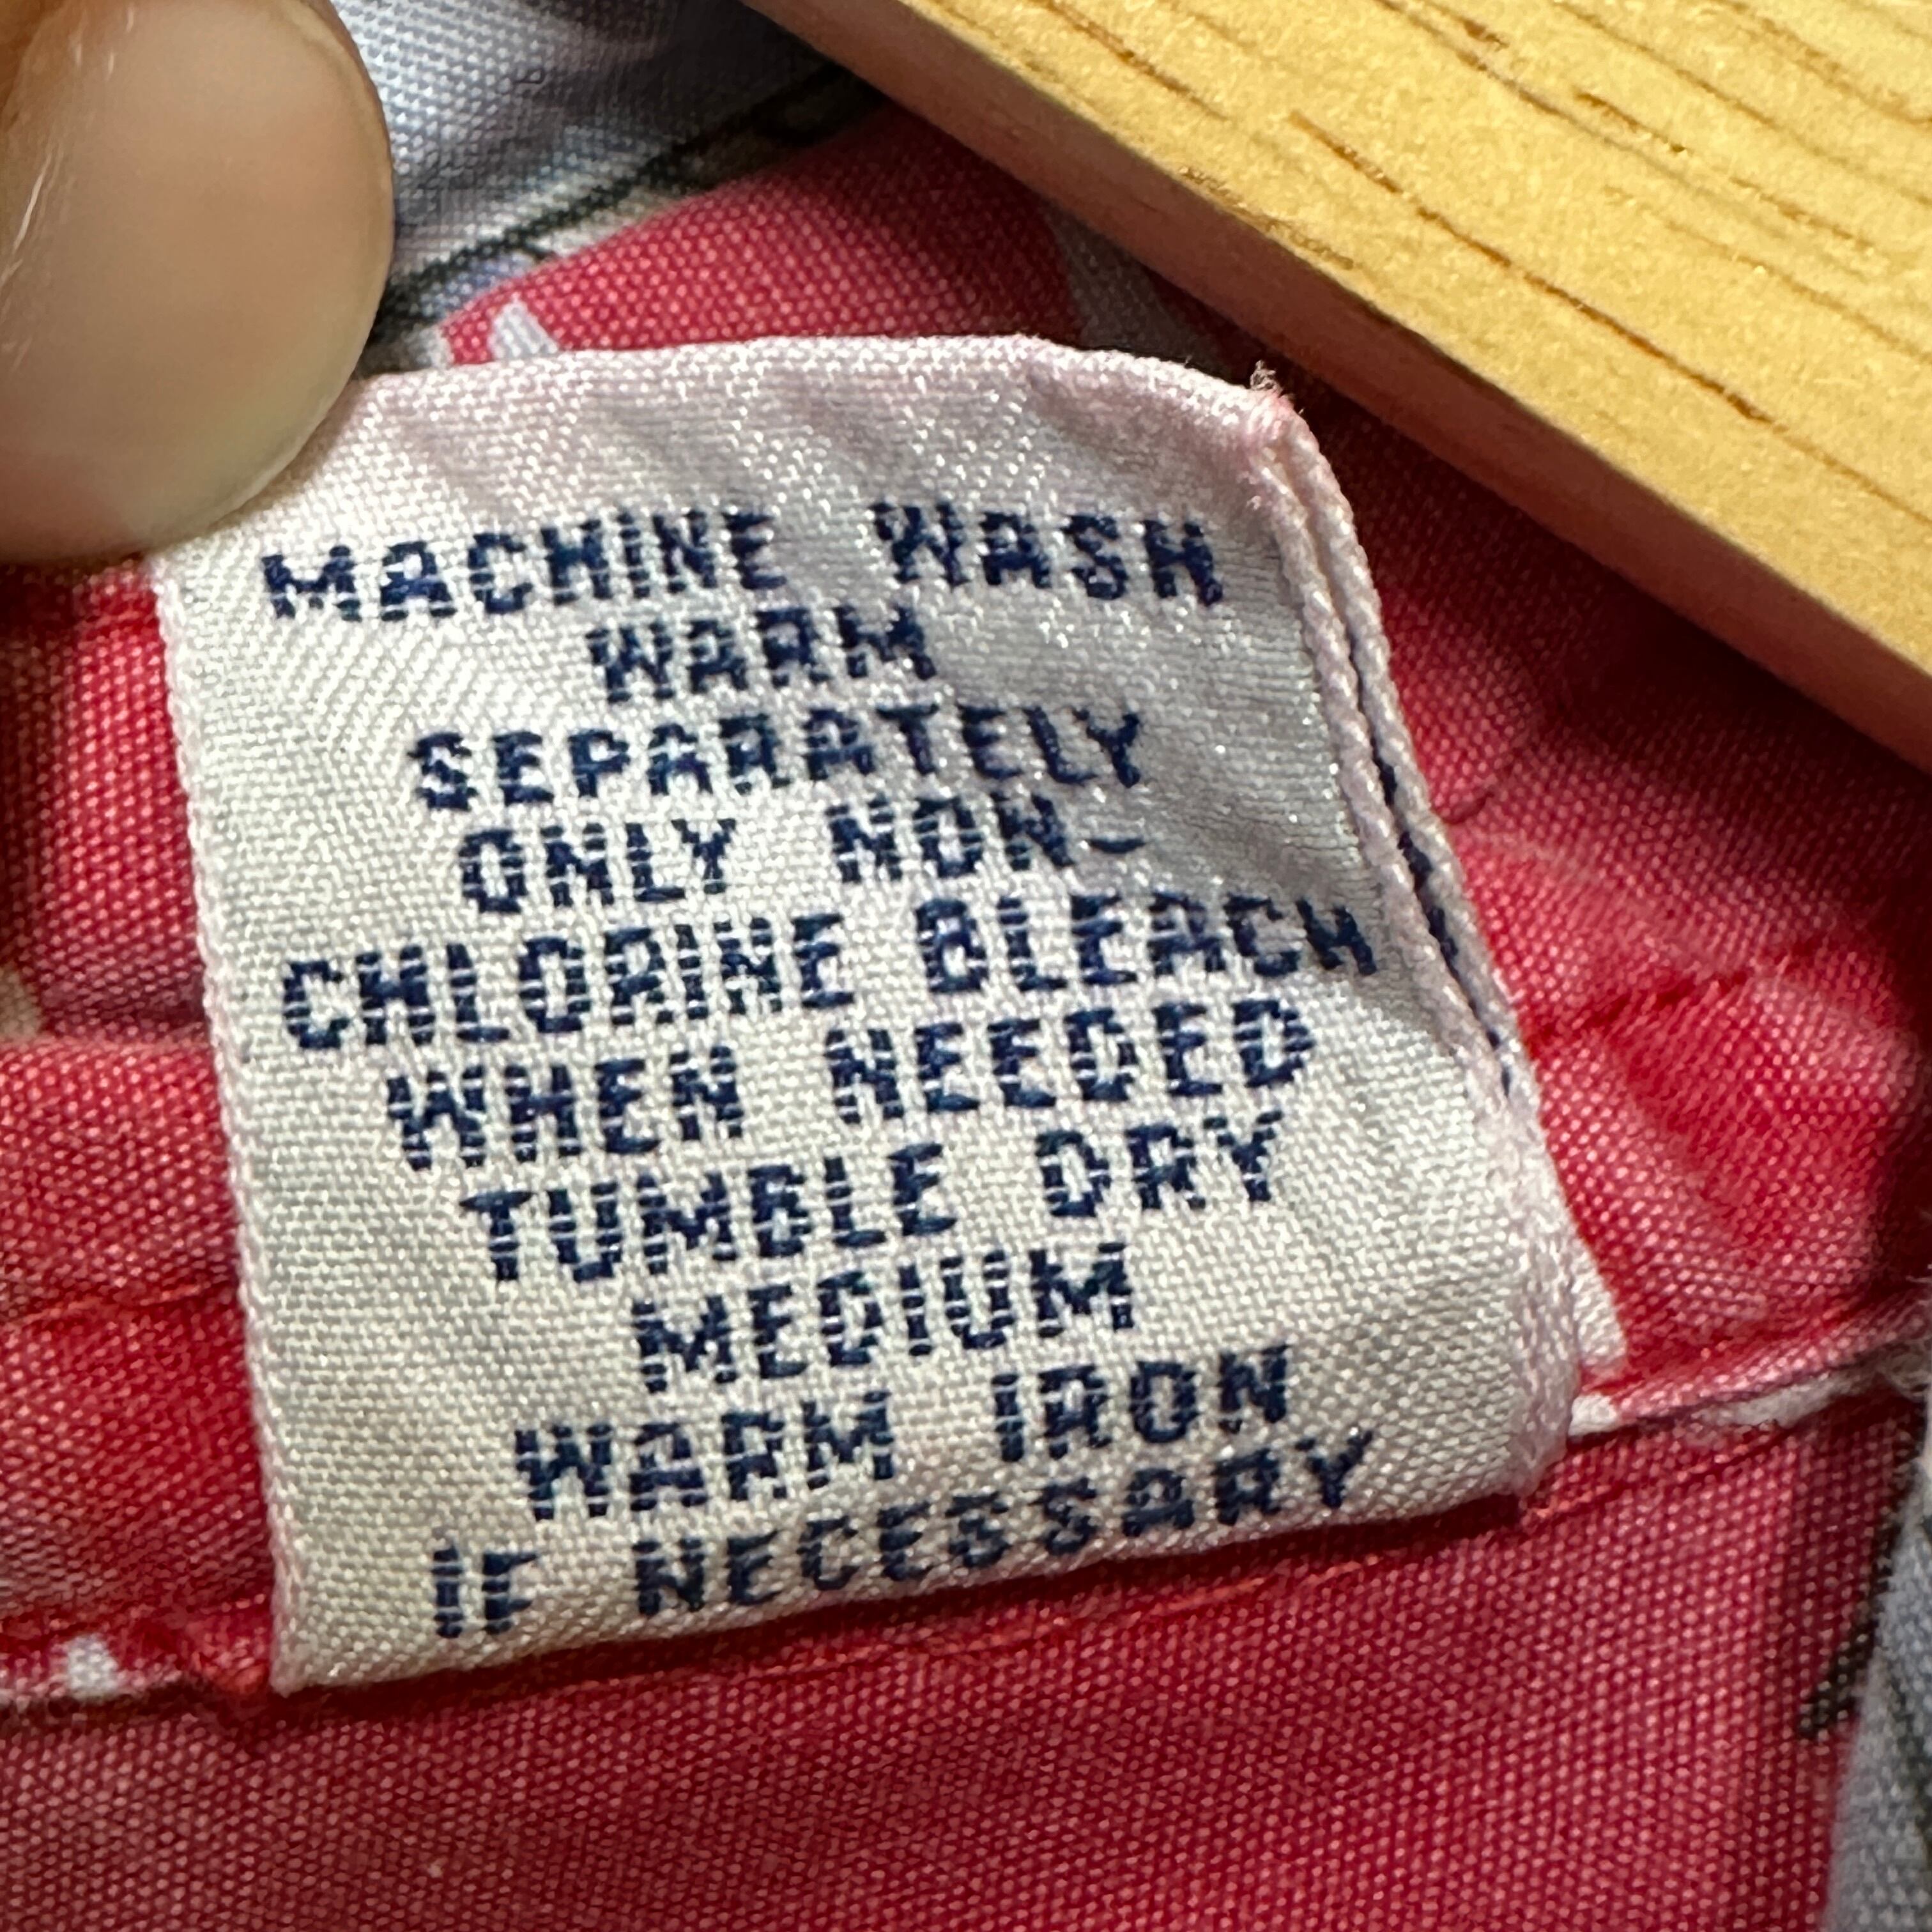 MACHINE WASH
WARM
SEPARATELY
ONLY NON-
CHLORINE BLEACH
WHEN NEEDED
TUMBLE DRY
MEDIUM
WARM IRON
IF NECESSARY